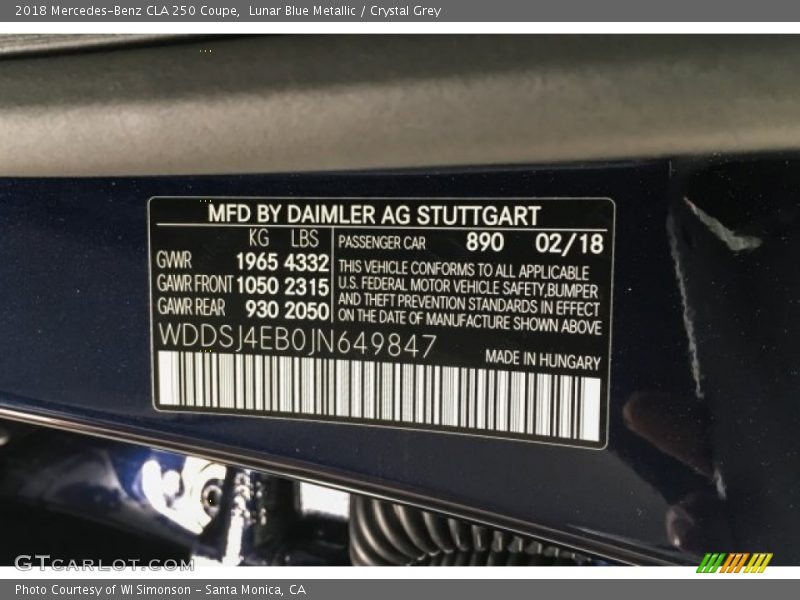 2018 Mercedes-Benz CLA 250 Coupe,  Lunar Blue Metallic / Crystal Grey
MFD BY DAIMLER AG STUTTGART
KG LBS
GWR 1965 4332
GAWR FRONT 1050 2315
GAWR REAR 930 2050
PASSENGER CAR 890 02/18
THIS VEHICLE CONFORMS TO ALL APPLICABLE
U.S. FEDERAL MOTOR VEHICLE SAFETY,BUMPER
AND THEFT PREVENTION STANDARDS IN EFFECT
ON THE DATE OF MANUFACTURE SHOWN ABOVE
WDDSJ4EB0JN649847
MADE IN HUNGARY
GTCARLOT.COM
Photo Courtesy of WI Simonson - Santa Monica, CA